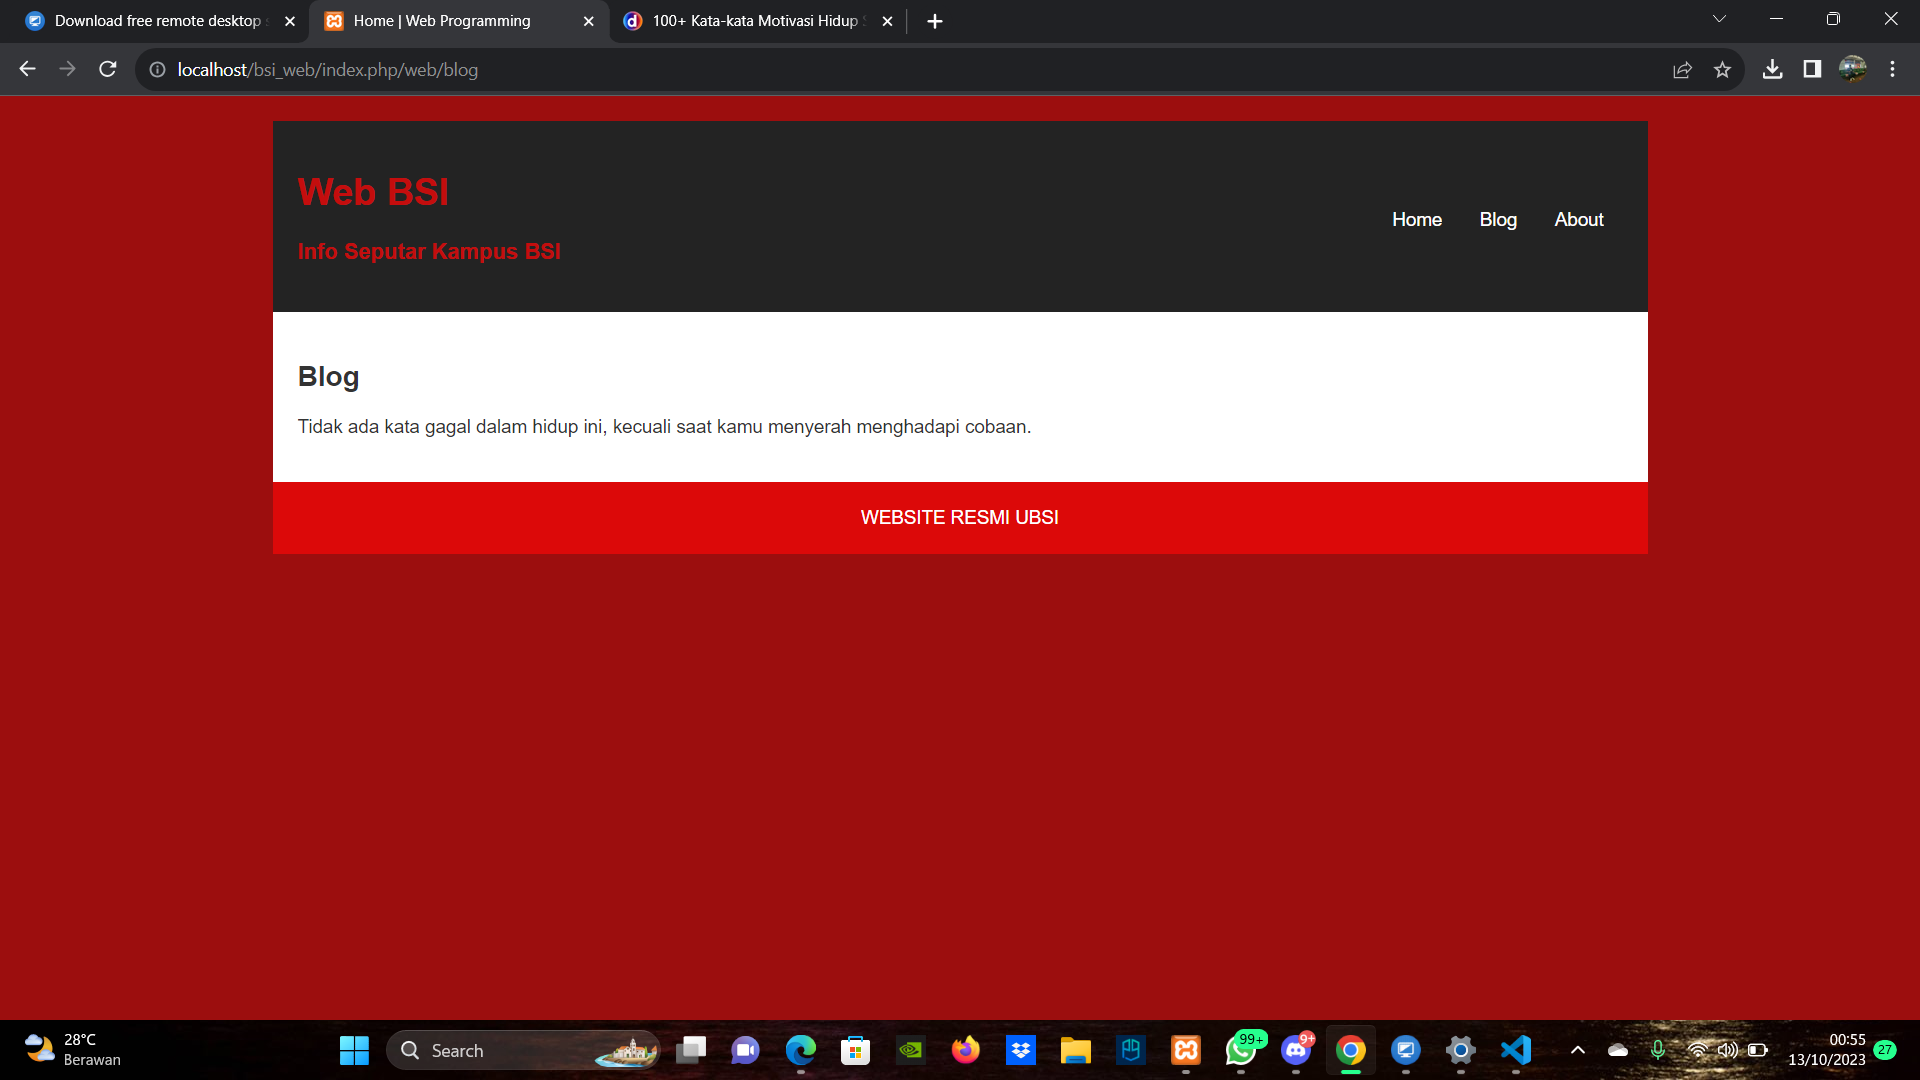 Download free remote desktop
Home | Web Programming
100+ Kata-kata Motivasi Hidup
localhost/bsi_web/index.php/web/blog
Web BSI
Info Seputar Kampus BSI
Home
Blog
About
Blog
Tidak ada kata gagal dalam hidup ini, kecuali saat kamu menyerah menghadapi cobaan.
WEBSITE RESMI UBSI
28°C
Berawan
Search
99+
9+
00:55
13/10/2023
27